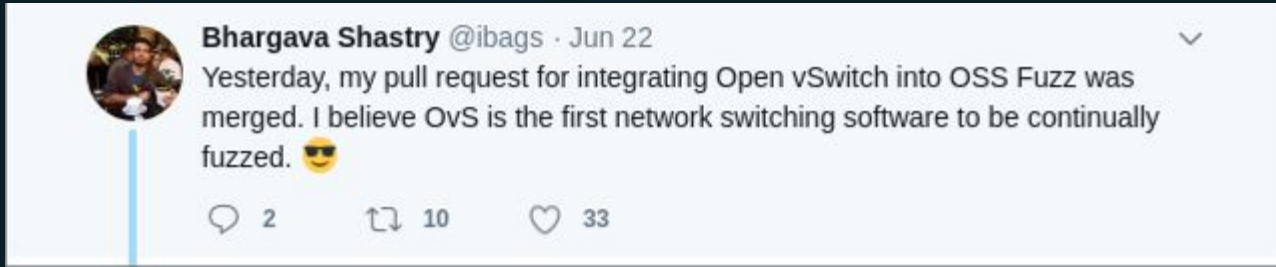 Bhargava Shastry @ibags · Jun 22
Yesterday, my pull request for integrating Open vSwitch into OSS Fuzz was
merged. I believe OvS is the first network switching software to be continually
fuzzed. 😎
2 10 33